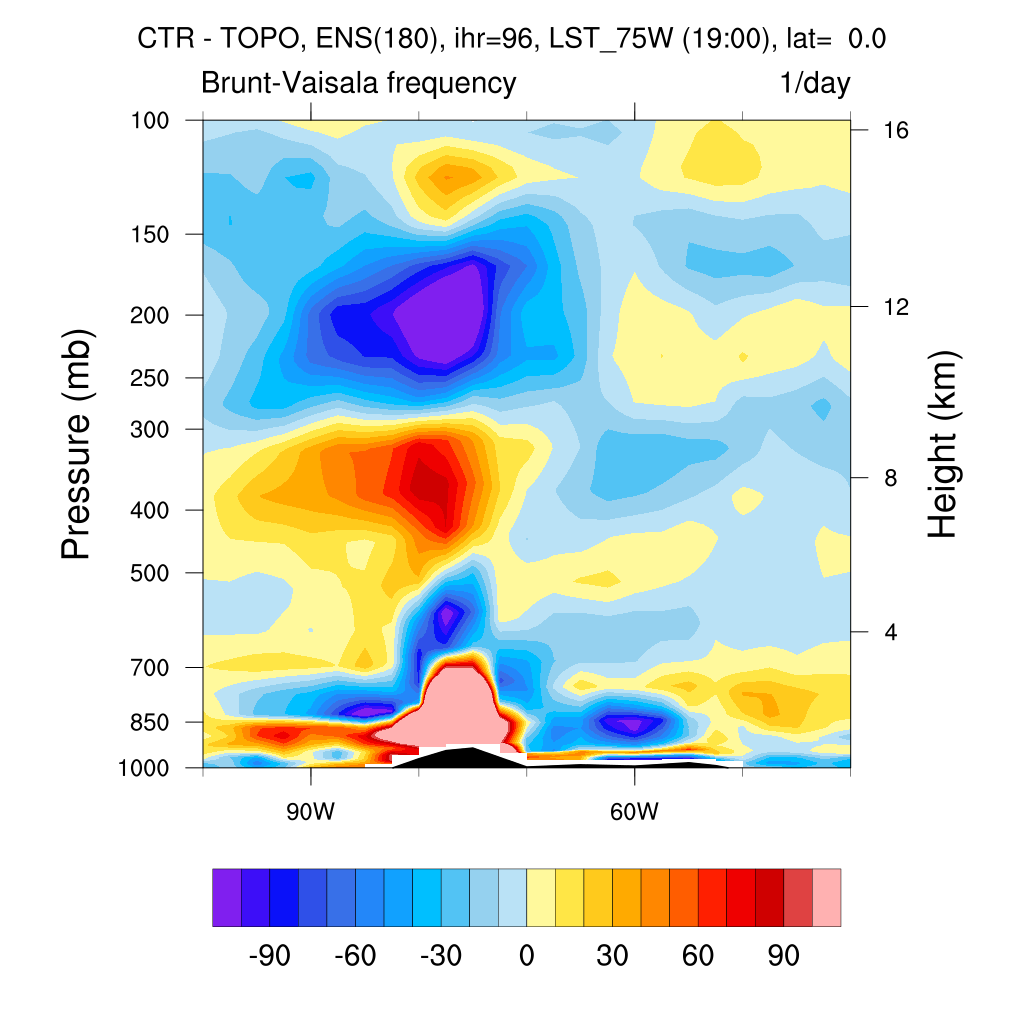 CTR - TOPO, ENS(180), ihr=96, LST_75W (19:00), lat= 0.0
Brunt-Vaisala frequency 1/day
100
150
200
250
300
400
500
700
850
1000
Pressure (mb)
16
12
8
4
Height (km)
90W 60W
-90 -60 -30 0 30 60 90